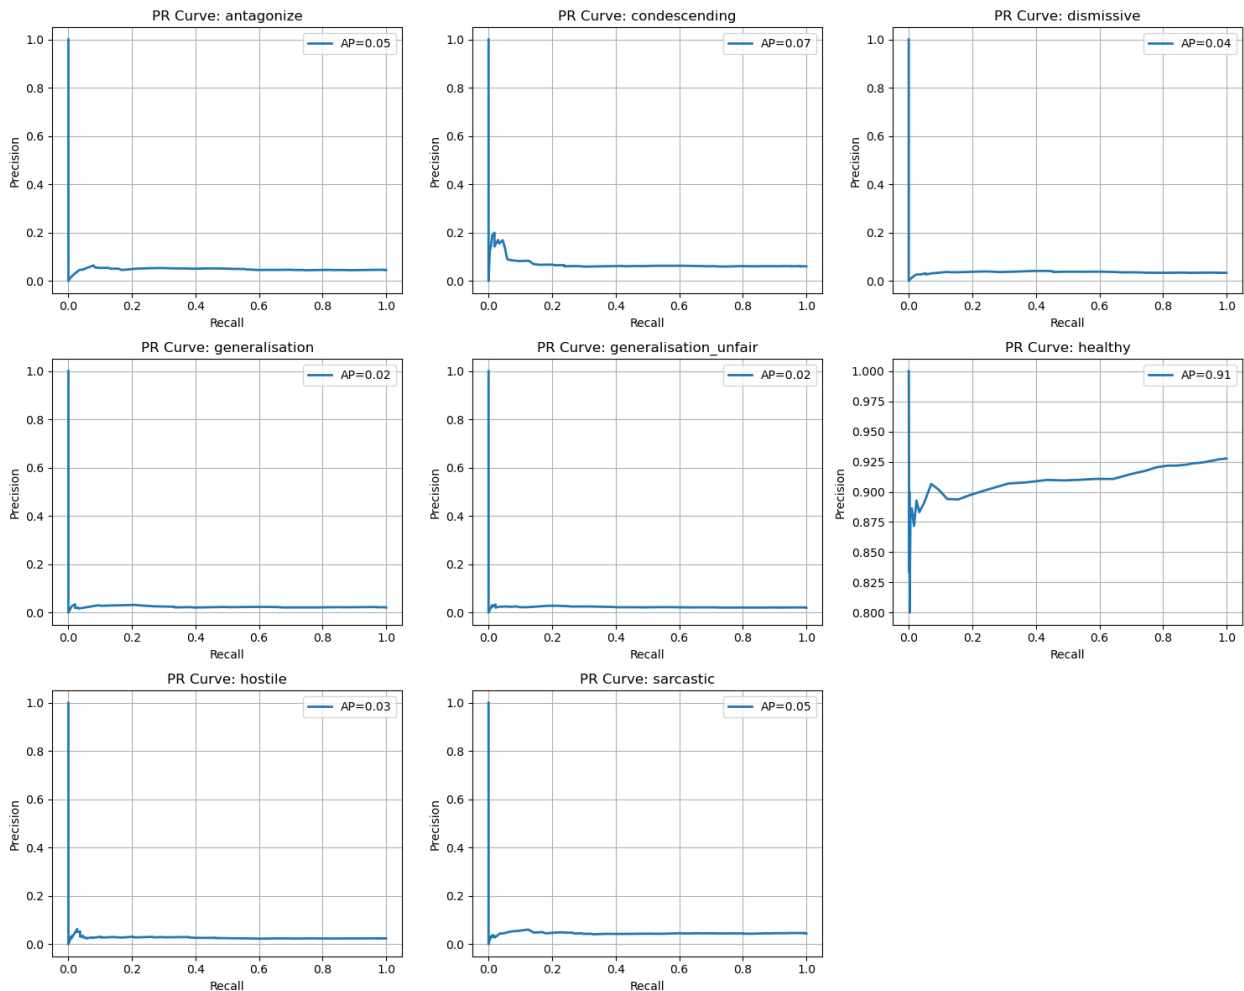 PR Curve: antagonize
AP=0.05
1.0
0.8
0.6
0.4
0.2
0.0
Precision
0.0 0.2 0.4 0.6 0.8 1.0
Recall
PR Curve: condescending
AP=0.07
1.0
0.8
0.6
0.4
0.2
0.0
Precision
0.0 0.2 0.4 0.6 0.8 1.0
Recall
PR Curve: dismissive
AP=0.04
1.0
0.8
0.6
0.4
0.2
0.0
Precision
0.0 0.2 0.4 0.6 0.8 1.0
Recall
PR Curve: generalisation
AP=0.02
1.0
0.8
0.6
0.4
0.2
0.0
Precision
0.0 0.2 0.4 0.6 0.8 1.0
Recall
PR Curve: generalisation_unfair
AP=0.02
1.0
0.8
0.6
0.4
0.2
0.0
Precision
0.0 0.2 0.4 0.6 0.8 1.0
Recall
PR Curve: healthy
AP=0.91
1.000
0.975
0.950
0.925
0.900
0.875
0.850
0.825
0.800
Precision
0.0 0.2 0.4 0.6 0.8 1.0
Recall
PR Curve: hostile
AP=0.03
1.0
0.8
0.6
0.4
0.2
0.0
Precision
0.0 0.2 0.4 0.6 0.8 1.0
Recall
PR Curve: sarcastic
AP=0.05
1.0
0.8
0.6
0.4
0.2
0.0
Precision
0.0 0.2 0.4 0.6 0.8 1.0
Recall